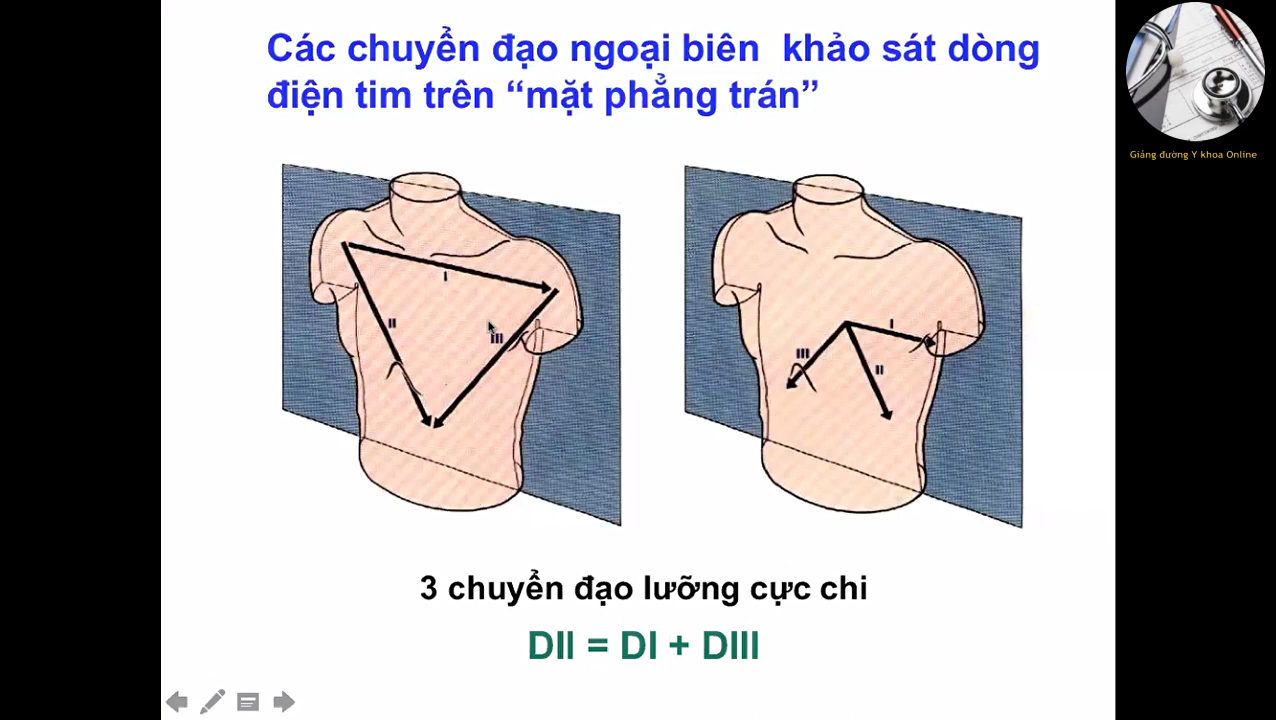 Các chuyển đạo ngoại biên khảo sát dòng
điện tim trên “mặt phẳng trán”
Giảng đường Y khoa Online
I
II
III
I
III
II
3 chuyển đạo lưỡng cực chi
DII = DI + DIII